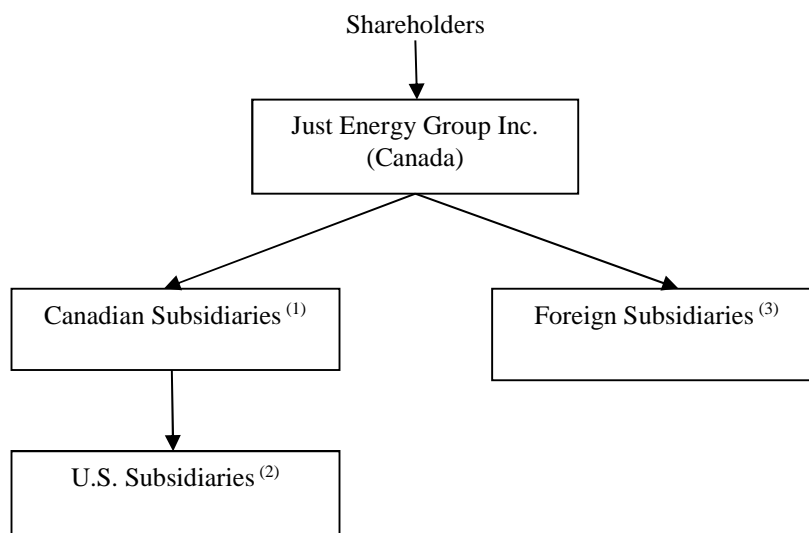 Shareholders
Just Energy Group Inc.
(Canada)
Canadian Subsidiaries (1)
Foreign Subsidiaries (3)
U.S. Subsidiaries (2)